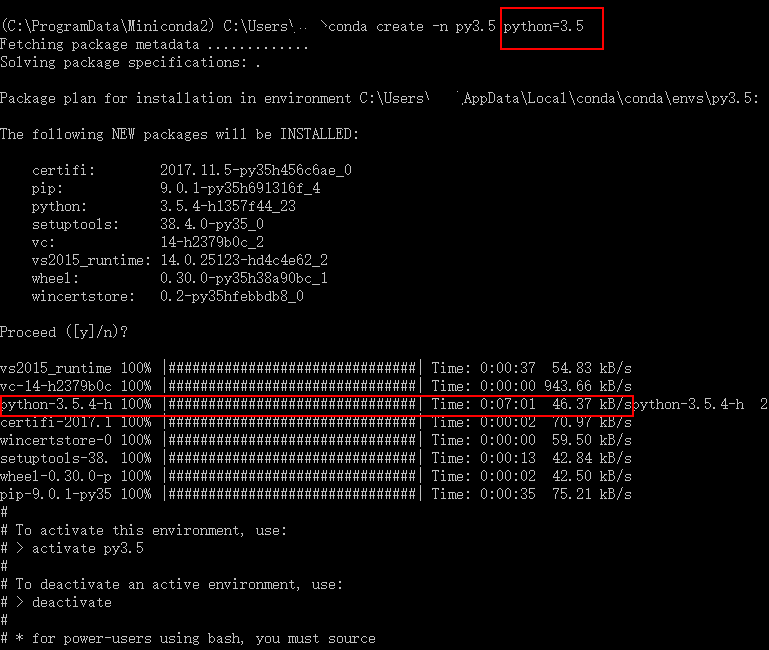 (C:\ProgramData\Miniconda2) C:\Users\.. >conda create -n py3.5 python=3.5
Fetching package metadata .............
Solving package specifications: .
Package plan for installation in environment C:\Users\ \AppData\Local\conda\conda\envs\py3.5:
The following NEW packages will be INSTALLED:
certifi: 2017.11.5-py35h456c6ae_0
pip: 9.0.1-py35h691316f_4
python: 3.5.4-h1357f44_23
setuptools: 38.4.0-py35_0
vc: 14-h2379b0c_2
vs2015_runtime: 14.0.25123-hd4c4e62_2
wheel: 0.30.0-py35h38a90bc_1
wincertstore: 0.2-py35hfebbdb8_0
Proceed ([y]/n)?
vs2015_runtime 100% |###############################| Time: 0:00:37 54.83 kB/s
vc-14-h2379b0c 100% |###############################| Time: 0:00:00 943.66 kB/s
python-3.5.4-h 100% |###############################| Time: 0:07:01 46.37 kB/spython-3.5.4-h 2
certifi-2017.1 100% |###############################| Time: 0:00:02 70.97 kB/s
wincertstore-0 100% |###############################| Time: 0:00:00 59.50 kB/s
setuptools-38. 100% |###############################| Time: 0:00:13 42.84 kB/s
wheel-0.30.0-p 100% |###############################| Time: 0:00:02 42.50 kB/s
pip-9.0.1-py35 100% |###############################| Time: 0:00:35 75.21 kB/s
#
# To activate this environment, use:
# > activate py3.5
#
# To deactivate an active environment, use:
# > deactivate
#
# * for power-users using bash, you must source